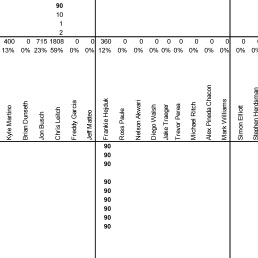 90
10
1
2
400 0 715 1808 0 0 360 0 0 0 0 0 0 0 0 0 0
13% 0% 23% 59% 0% 0% 12% 0% 0% 0% 0% 0% 0% 0% 0% 0% 0%
Kyle Martino
Brian Dunseth
Jon Busch
Chris Leitch
Freddy Garcia
Jeff Matteo
Frankie Hejduk
Ross Paule
Nelson Akwari
Diego Walsh
Jake Traeger
Trevor Perea
Michael Ritch
Alex Pineda Chacon
Mark Williams
Simon Elliott
Stephen Herdsman
90
90
90
90
90
90
90
90